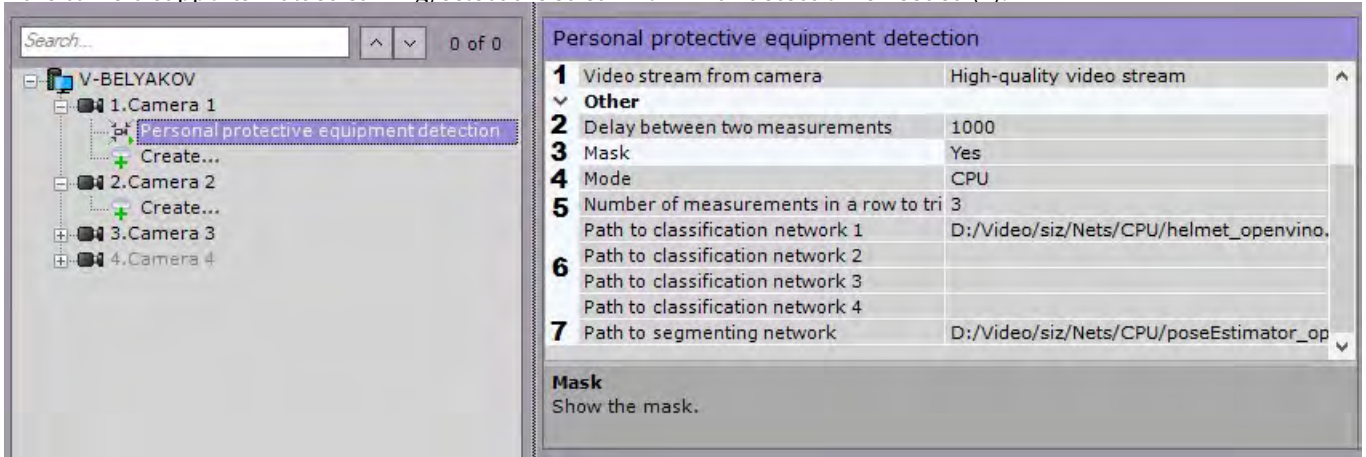 Search...
0 of 0
V-BELYAKOV
1.Camera 1
Personal protective equipment detection
Create...
2.Camera 2
Create...
3.Camera 3
4.Camera 4
Personal protective equipment detection
1 Video stream from camera High-quality video stream
Other
2 Delay between two measurements 1000
3 Mask Yes
4 Mode CPU
5 Number of measurements in a row to tri 3
Path to classification network 1 D:/Video/siz/Nets/CPU/helmet_openvino.
6 Path to classification network 2
Path to classification network 3
Path to classification network 4
7 Path to segmenting network D:/Video/siz/Nets/CPU/poseEstimator_op
Mask
Show the mask.